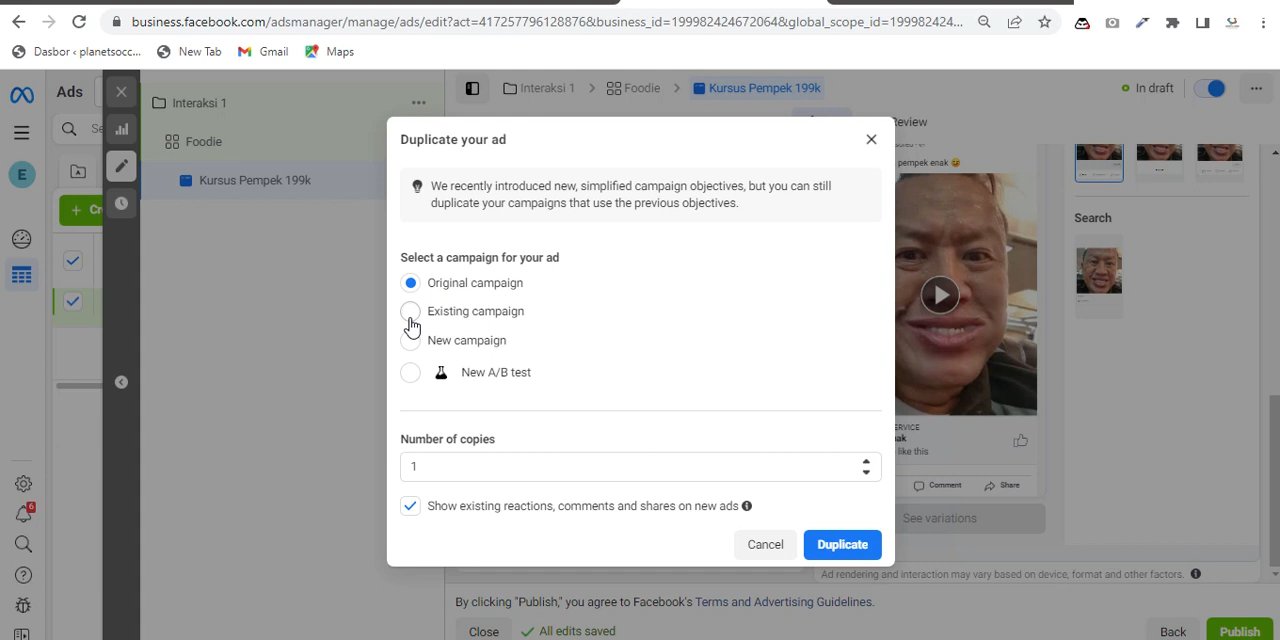 business.facebook.com/adsmanager/manage/ads/edit?act=417257796128876&business_id=1999824246720​64&global_scope_id=199982424...
Dasbor ‹ planetsocc...
New Tab
Gmail
Maps
Ads
Interaksi 1
Interaksi 1
Foodie
Kursus Pempek 199k
In draft
Review
Foodie
Kursus Pempek 199k
E
pempek enak 😆
Search
Duplicate your ad
We recently introduced new, simplified campaign objectives, but you can still
duplicate your campaigns that use the previous objectives.
Select a campaign for your ad
Original campaign
Existing campaign
New campaign
New A/B test
Number of copies
1
Show existing reactions, comments and shares on new ads
Cancel
Duplicate
ERVICE
nak
like this
Comment
Share
See variations
6
Ad rendering and interaction may vary based on device, format and other factors.
By clicking "Publish," you agree to Facebook's Terms and Advertising Guidelines.
Close
All edits saved
Back
Publish